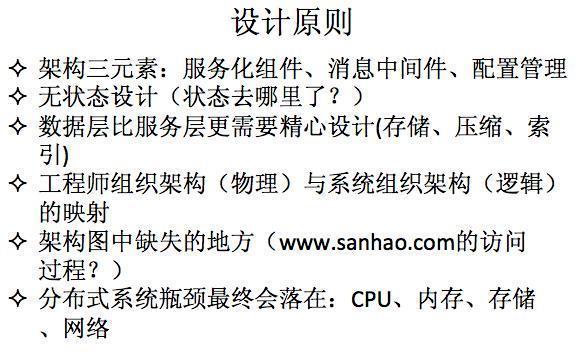 设计原则
✧ 架构三元素：服务化组件、消息中间件、配置管理
✧ 无状态设计（状态去哪里了？）
✧ 数据层比服务层更需要精心设计(存储、压缩、索
引)
✧ 工程师组织架构（物理）与系统组织架构（逻辑）
的映射
✧ 架构图中缺失的地方（www.sanhao.com的访问
过程？）
✧ 分布式系统瓶颈最终会落在：CPU、内存、存储
、网络